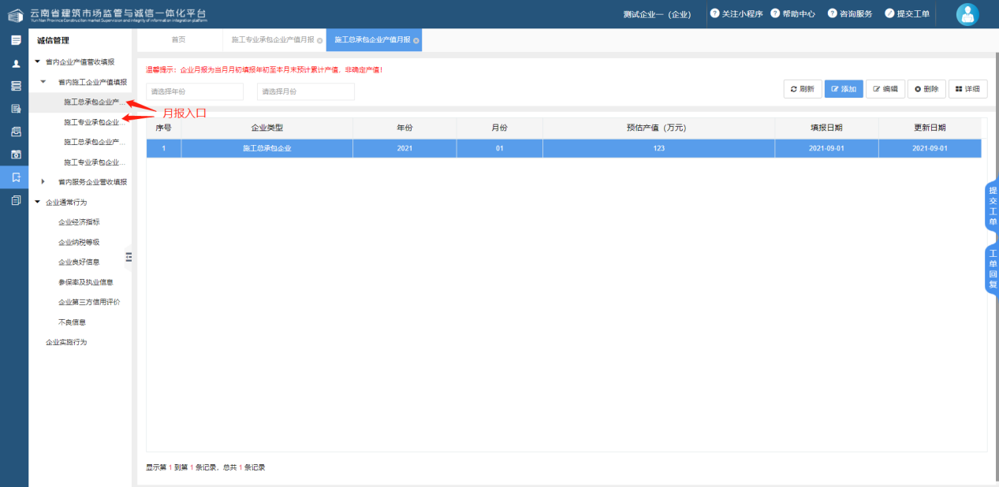 云南省建筑市场监管与诚信一体化平台
Yun Nan Province Construction market Supervision and integrity of information integration platform
测试企业一（企业）
关注小程序
帮助中心
咨询服务
提交工单
诚信管理
首页
施工专业承包企业产值月报
施工总承包企业产值月报
省内企业产值营收填报
省内施工企业产值填报
施工总承包企业产...
施工专业承包企业...
施工总承包企业产...
施工专业承包企业...
省内服务企业营收填报
企业通常行为
企业经济指标
企业纳税等级
企业良好信息
参保率及执业信息
企业第三方信用评价
不良信息
企业实施行为
月报入口
温馨提示：企业月报为当月月初填报年初至本月末预计累计产值，非确定产值！
请选择年份
请选择月份
刷新
添加
编辑
删除
详细
序号 企业类型 年份 月份 预估产值（万元） 填报日期 更新日期
1 施工总承包企业 2021 01 123 2021-09-01 2021-09-01
显示第 1 到第 1 条记录，总共 1 条记录
提交工单
工单回复